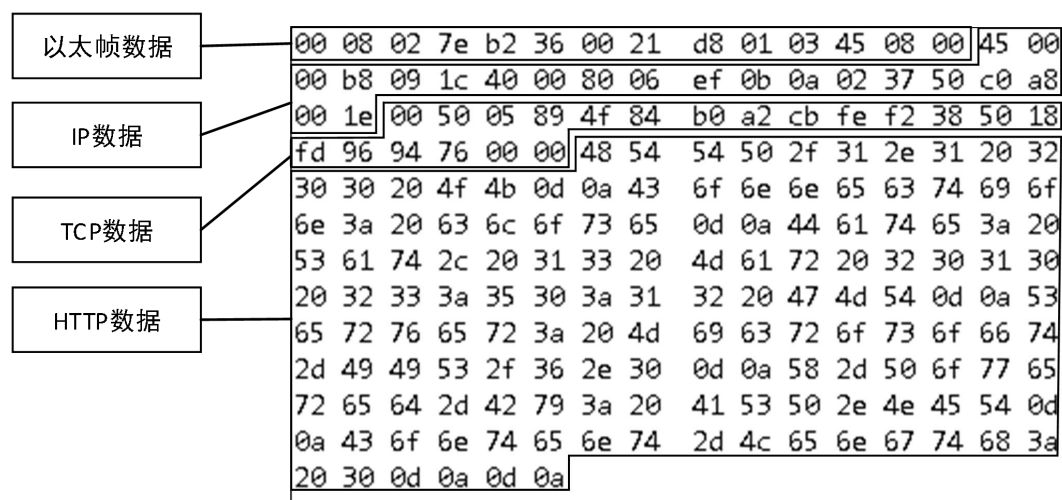 以太帧数据
IP数据
TCP数据
HTTP数据
00 08 02 7e b2 36 00 21 d8 01 03 45 08 00 45 00
00 b8 09 1c 40 00 80 06 ef 0b 0a 02 37 50 c0 a8
00 1e 00 50 05 89 4f 84 b0 a2 cb fe f2 38 50 18
fd 96 94 76 00 00 48 54 54 50 2f 31 2e 31 20 32
30 30 20 4f 4b 0d 0a 43 6f 6e 6e 65 63 74 69 6f
6e 3a 20 63 6c 6f 73 65 0d 0a 44 61 74 65 3a 20
53 61 74 2c 20 31 33 20 4d 61 72 20 32 30 31 30
20 32 33 3a 35 30 3a 31 32 20 47 4d 54 0d 0a 53
65 72 76 65 72 3a 20 4d 69 63 72 6f 73 6f 66 74
2d 49 49 53 2f 36 2e 30 0d 0a 58 2d 50 6f 77 65
72 65 64 2d 42 79 3a 20 41 53 50 2e 4e 45 54 0d
0a 43 6f 6e 74 65 6e 74 2d 4c 65 6e 67 74 68 3a
20 30 0d 0a 0d 0a